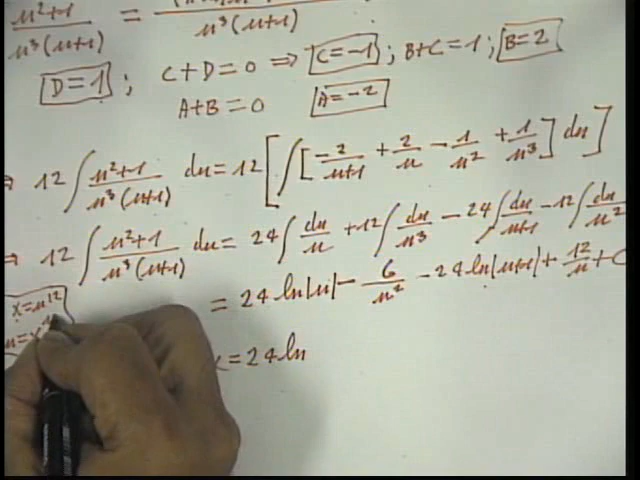 u²+1 / u³(u+1) = / u³(u+1)
D=1 ; C+D=0 ⇒ C=-1 ; B+C=1 ; B=2
A+B=0 A=-2
⇒ 12 ∫ u²+1 / u³(u+1) du = 12 [ ∫ [ -2/u+1 + 2/u - 1/u² + 1/u³ ] du ]
⇒ 12 ∫ u²+1 / u³(u+1) du = 24 ∫ du/u + 12 ∫ du/u³ - 24 ∫ du/u+1 - 12 ∫ du/u²
x=u¹² = 24 ln|u| - 6/u² - 24 ln|u+1| + 12/u + C
u=x = 24 ln